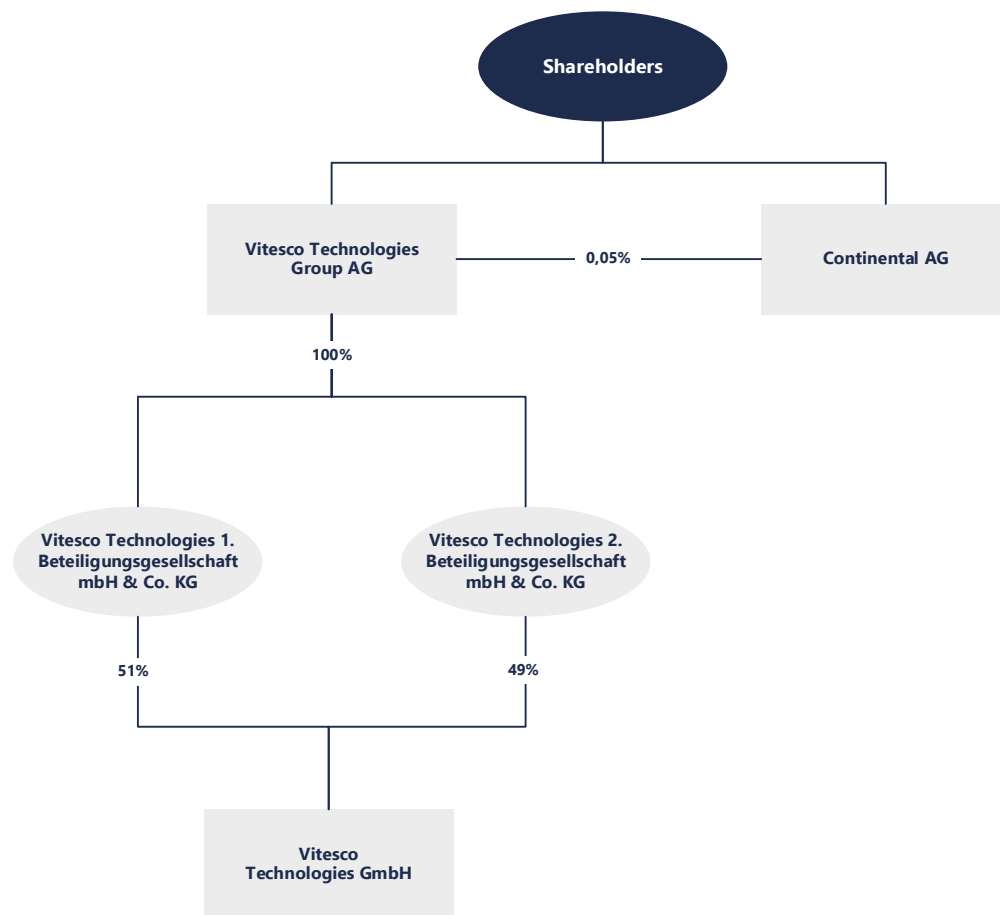 Shareholders
Vitesco Technologies
Group AG
0,05%
Continental AG
100%
Vitesco Technologies 1.
Beteiligungsgesellschaft
mbH & Co. KG
Vitesco Technologies 2.
Beteiligungsgesellschaft
mbH & Co. KG
51%
49%
Vitesco
Technologies GmbH